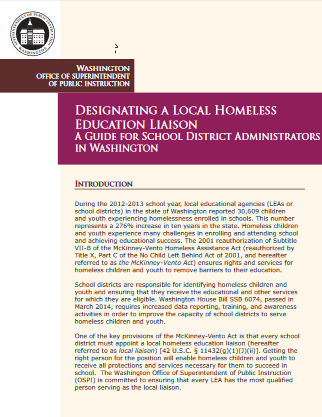 WASHINGTON
OFFICE OF SUPERINTENDENT
OF PUBLIC INSTRUCTION
DESIGNATING A LOCAL HOMELESS
EDUCATION LIAISON
A GUIDE FOR SCHOOL DISTRICT ADMINISTRATORS
IN WASHINGTON
INTRODUCTION
During the 2012-2013 school year, local educational agencies (LEAs or
school districts) in the state of Washington reported 30,609 children
and youth experiencing homelessness enrolled in schools. This number
represents a 276% increase in ten years in the state. Homeless children
and youth experience many challenges in enrolling and attending school
and achieving educational success. The 2001 reauthorization of Subtitle
VII-B of the McKinney-Vento Homeless Assistance Act (reauthorized by
Title X, Part C of the No Child Left Behind Act of 2001, and hereafter
referred to as the McKinney-Vento Act) ensures rights and services for
homeless children and youth to remove barriers to their education.
School districts are responsible for identifying homeless children and
youth and ensuring that they receive the educational and other services
for which they are eligible. Washington House Bill SSB 6074, passed in
March 2014, requires increased data reporting, training, and awareness
activities in order to improve the capacity of school districts to serve
homeless children and youth.
One of the key provisions of the McKinney-Vento Act is that every school
district must appoint a local homeless education liaison (hereafter
referred to as local liaison) [42 U.S.C. § 11432(g)(1)(J)(ii)]. Getting the
right person for the position will enable homeless children and youth to
receive all protections and services necessary for them to succeed in
school. The Washington Office of Superintendent of Public Instruction
(OSPI) is committed to ensuring that every LEA has the most qualified
person serving as the local liaison.